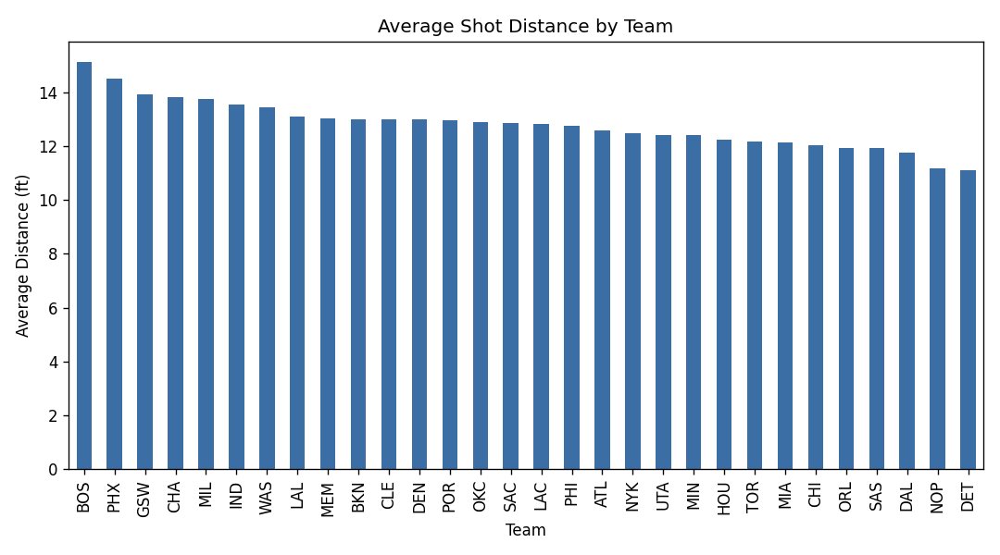 Average Shot Distance by Team
Average Distance (ft)
14
12
10
8
6
4
2
0
BOS PHX GSW CHA MIL IND WAS LAL MEM BKN CLE DEN POR OKC SAC LAC PHI ATL NYK UTA MIN HOU TOR MIA CHI ORL SAS DAL NOP DET
Team